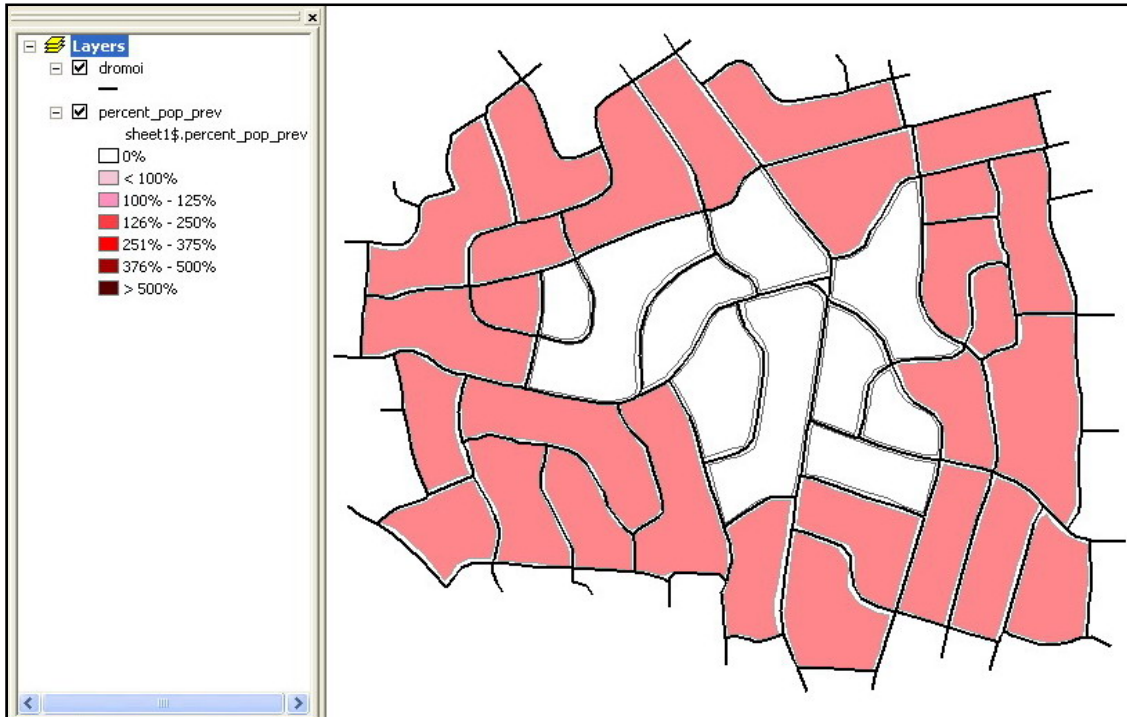 Layers
dromoi
percent_pop_prev
sheet1$.percent_pop_prev
0%
< 100%
100% - 125%
126% - 250%
251% - 375%
376% - 500%
> 500%